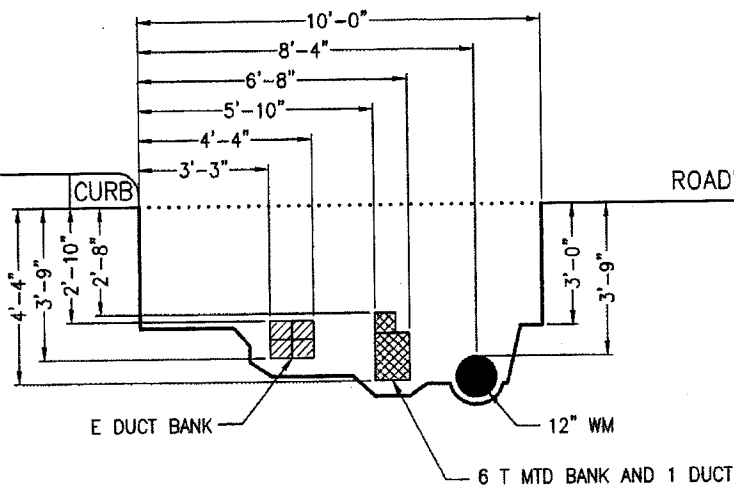 10'-0"
8'-4"
6'-8"
5'-10"
4'-4"
3'-3"
CURB
ROAD
4'-4"
3'-9"
2'-10"
2'-8"
3'-0"
3'-9"
E DUCT BANK
12" WM
6 T MTD BANK AND 1 DUCT